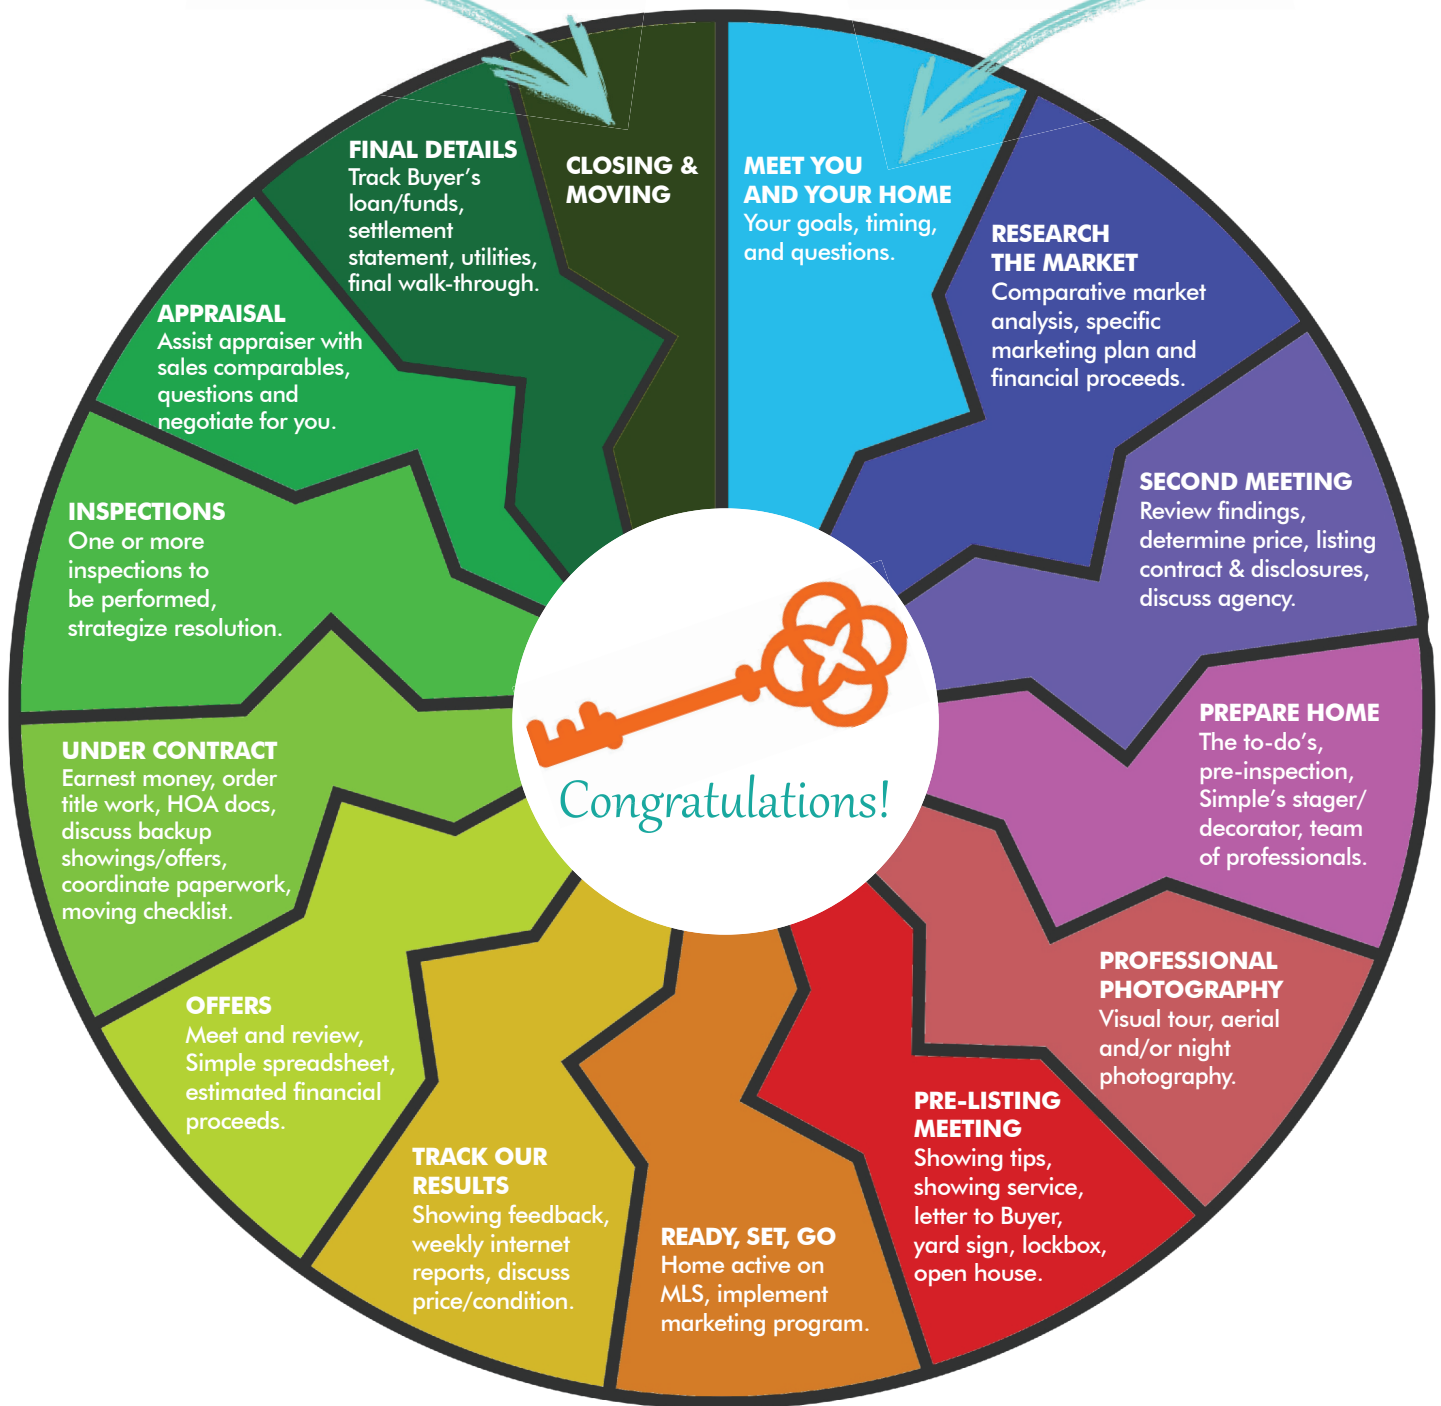 MEET YOU
AND YOUR HOME
Your goals, timing,
and questions.
RESEARCH
THE MARKET
Comparative market
analysis, specific
marketing plan and
financial proceeds.
SECOND MEETING
Review findings,
determine price, listing
contract & disclosures,
discuss agency.
PREPARE HOME
The to-do's,
pre-inspection,
Simple's stager/
decorator, team
of professionals.
PROFESSIONAL
PHOTOGRAPHY
Visual tour, aerial
and/or night
photography.
PRE-LISTING
MEETING
Showing tips,
showing service,
letter to Buyer,
yard sign, lockbox,
open house.
READY, SET, GO
Home active on
MLS, implement
marketing program.
TRACK OUR
RESULTS
Showing feedback,
weekly internet
reports, discuss
price/condition.
OFFERS
Meet and review,
Simple spreadsheet,
estimated financial
proceeds.
UNDER CONTRACT
Earnest money, order
title work, HOA docs,
discuss backup
showings/offers,
coordinate paperwork,
moving checklist.
INSPECTIONS
One or more
inspections to
be performed,
strategize resolution.
APPRAISAL
Assist appraiser with
sales comparables,
questions and
negotiate for you.
FINAL DETAILS
Track Buyer's
loan/funds,
settlement
statement, utilities,
final walk-through.
CLOSING &
MOVING
Congratulations!